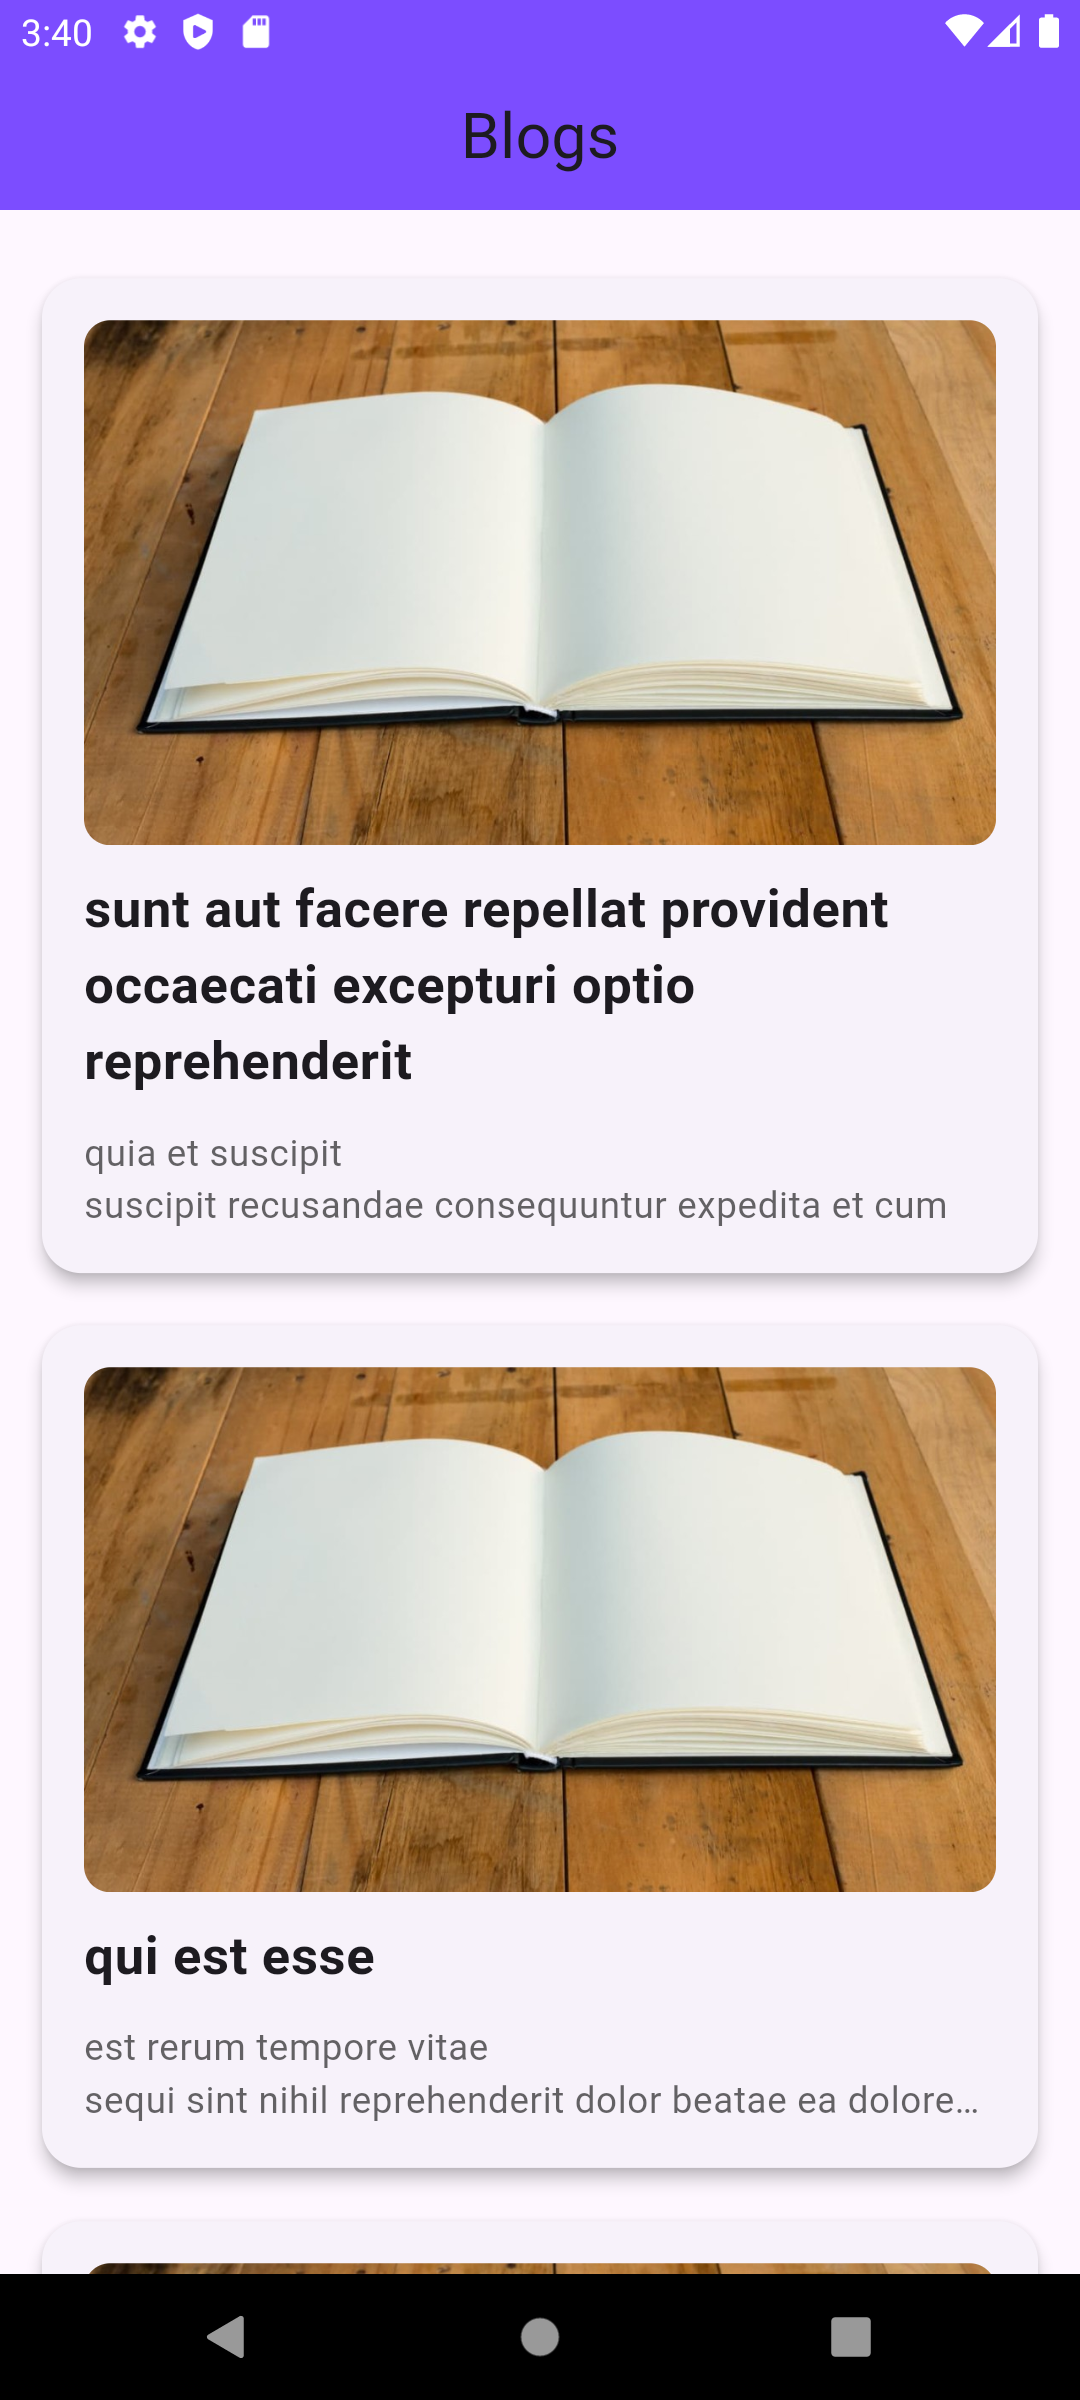 3:40
Blogs
sunt aut facere repellat provident
occaecati excepturi optio
reprehenderit
quia et suscipit
suscipit recusandae consequuntur expedita et cum
qui est esse
est rerum tempore vitae
sequi sint nihil reprehenderit dolor beatae ea dolore…